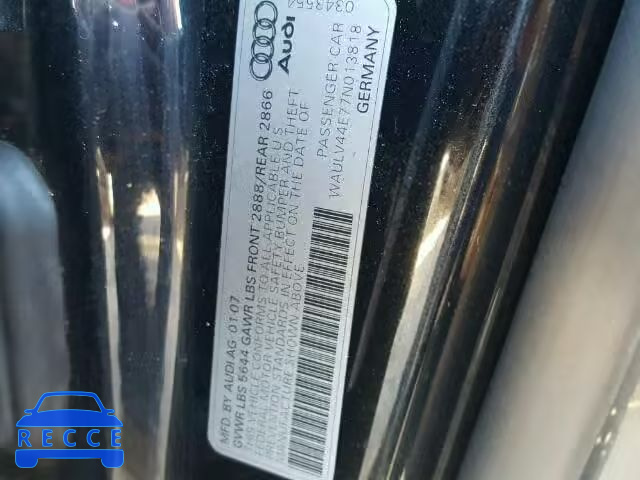 MFD. BY AUDI AG 01.07
GVWR LBS 5644 GAWR LBS FRONT 2888/REAR 2866
THIS VEHICLE CONFORMS TO ALL APPLICABLE U.S.
FEDERAL MOTOR VEHICLE SAFETY, BUMPER AND THEFT
PREVENTION STANDARDS IN EFFECT ON THE DATE OF
MANUFACTURE SHOWN ABOVE
PASSENGER CAR
WAULV44E77N013818
GERMANY
Audi
RECCE